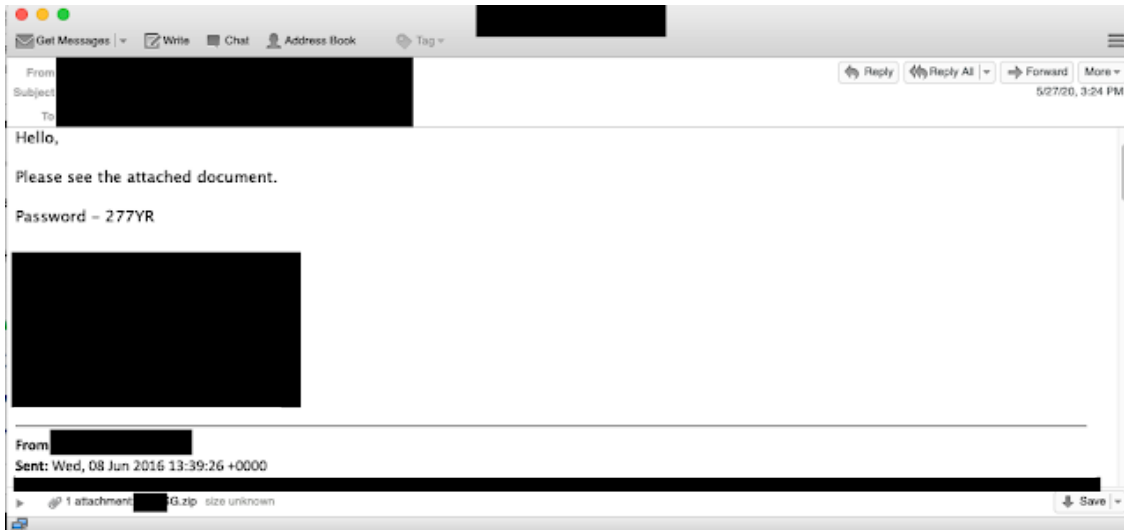 Get Messages Write Chat Address Book Tag
From Reply Reply All Forward More
Subject 5/27/20, 3:24 PM
To
Hello,
Please see the attached document.
Password – 277YR
From
Sent: Wed, 08 Jun 2016 13:39:26 +0000
1 attachment: G.zip size unknown Save